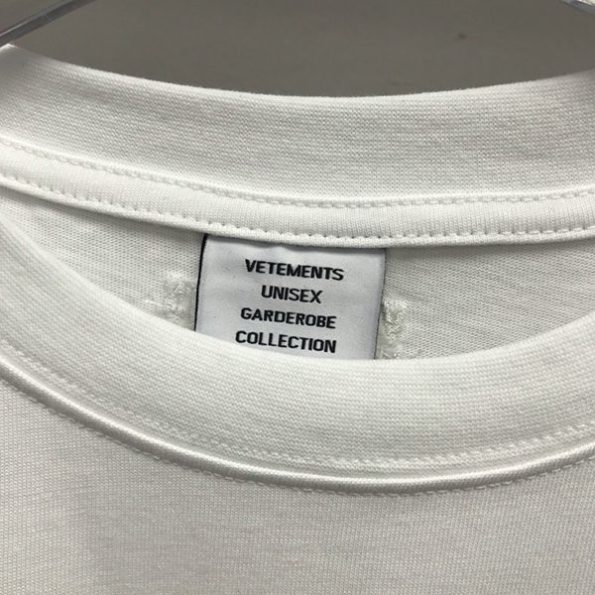 VETEMENTS
UNISEX
GARDEROBE
COLLECTION